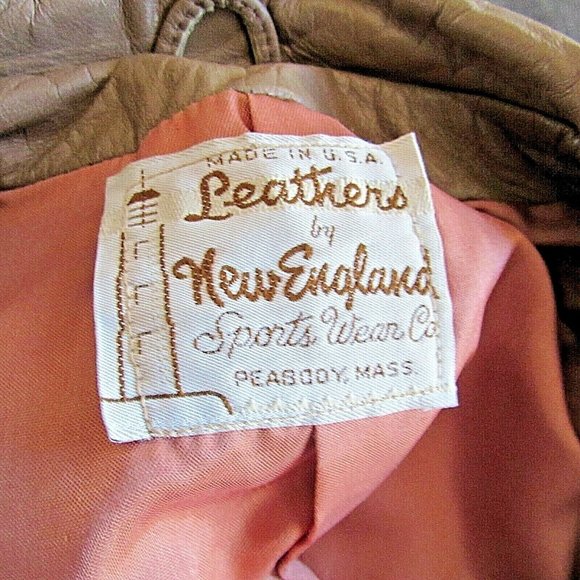 MADE IN U.S.A.
Leathers
by
New England
Sports Wear Co
PEABODY, MASS.